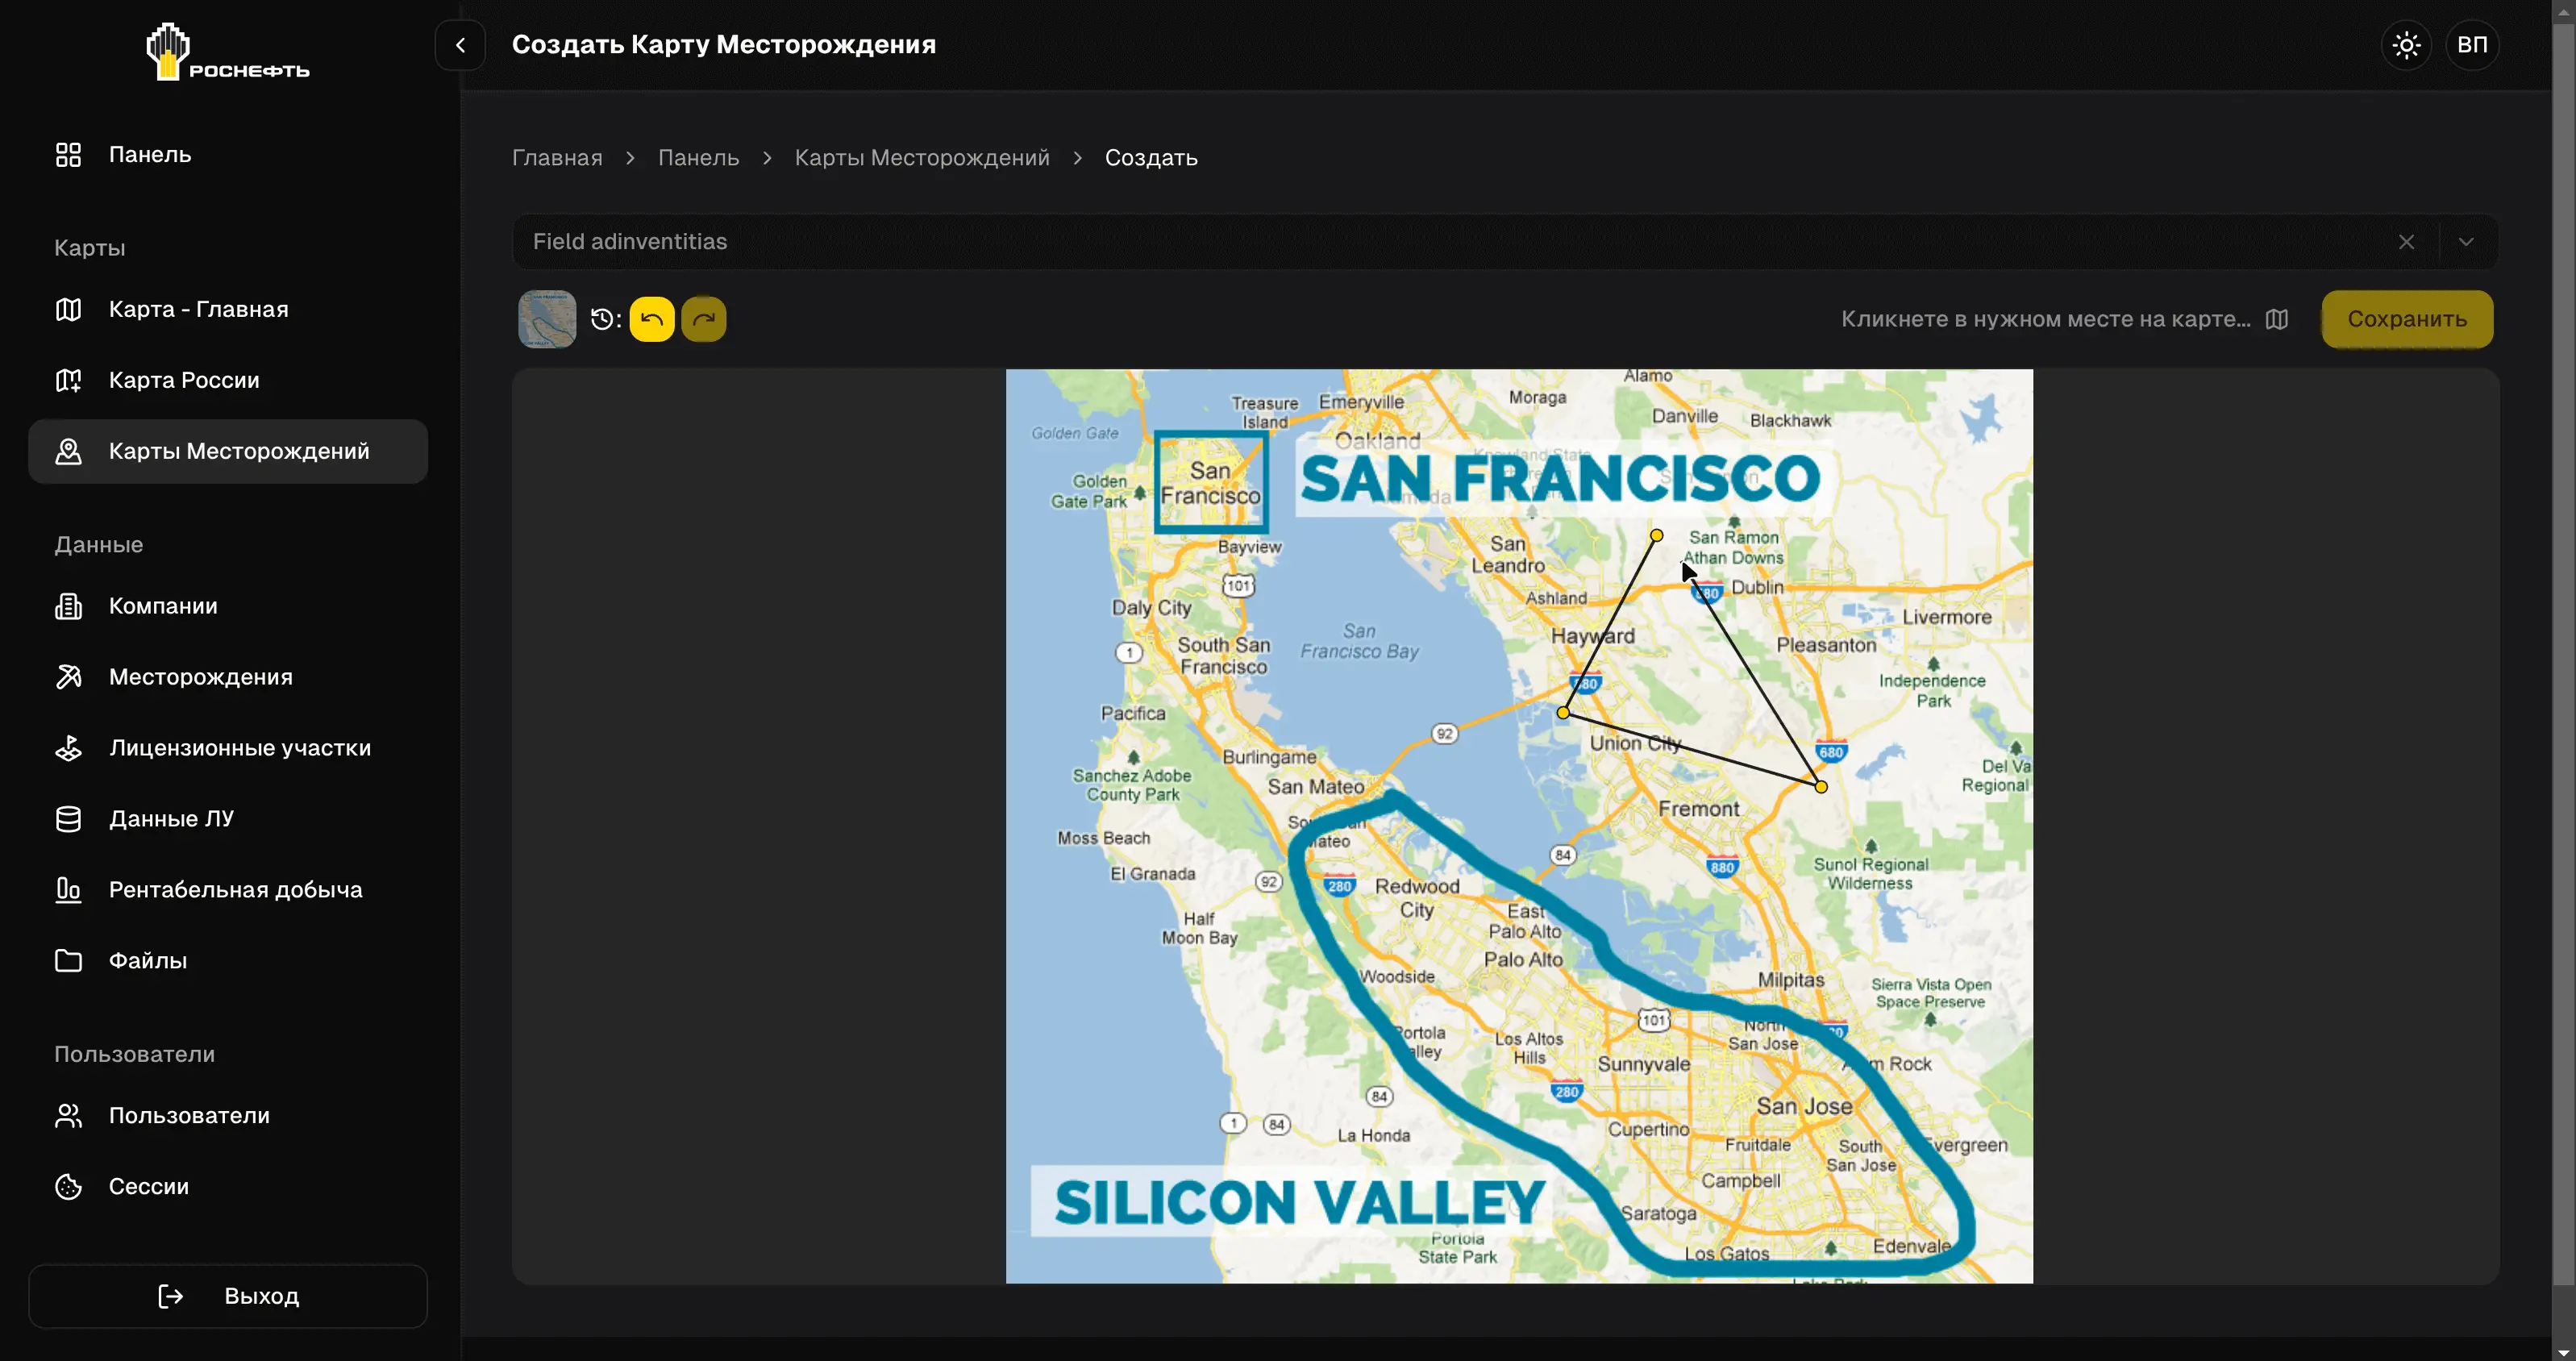 РОСНЕФТЬ
Создать Карту Месторождения
ВП
Панель
Карты
Карта - Главная
Карта России
Карты Месторождений
Данные
Компании
Месторождения
Лицензионные участки
Данные ЛУ
Рентабельная добыча
Файлы
Пользователи
Пользователи
Сессии
Выход
Главная > Панель > Карты Месторождений > Создать
Field adinventitias
Кликнете в нужном месте на карте...
Сохранить
Alamo
Treasure
Island
Emeryville
Moraga
Danville
Blackhawk
Golden Gate
Oakland
San
Francisco
SAN FRANCISCO
Golden
Gate Park
Bayview
San
Leandro
San Ramon
Athan Downs
101
Dublin
Daly City
Ashland
Livermore
San
Francisco Bay
Hayward
1
South San
Francisco
Pleasanton
Independence
Park
Pacifica
92
Union City
680
Burlingame
Sanchez Adobe
County Park
San Mateo
Del Va
Regional
Fremont
Moss Beach
84
880
Sunol Regional
Wilderness
El Granada
92
280
Redwood
City
Half
Moon Bay
East
Palo Alto
Palo Alto
Woodside
Milpitas
Sierra Vista Open
Space Preserve
101
North
San Jose
Los Altos
Hills
Sunnyvale
280
84
San Jose
1
84
La Honda
Cupertino
Fruitdale
South
San Jose
Campbell
SILICON VALLEY
Saratoga
Portola
State Park
Los Gatos
Edenvale